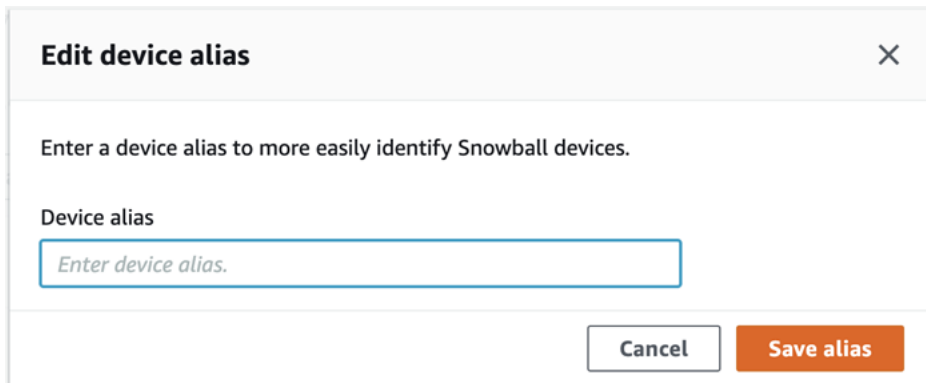 Edit device alias
Enter a device alias to more easily identify Snowball devices.
Device alias
Enter device alias.
Cancel Save alias